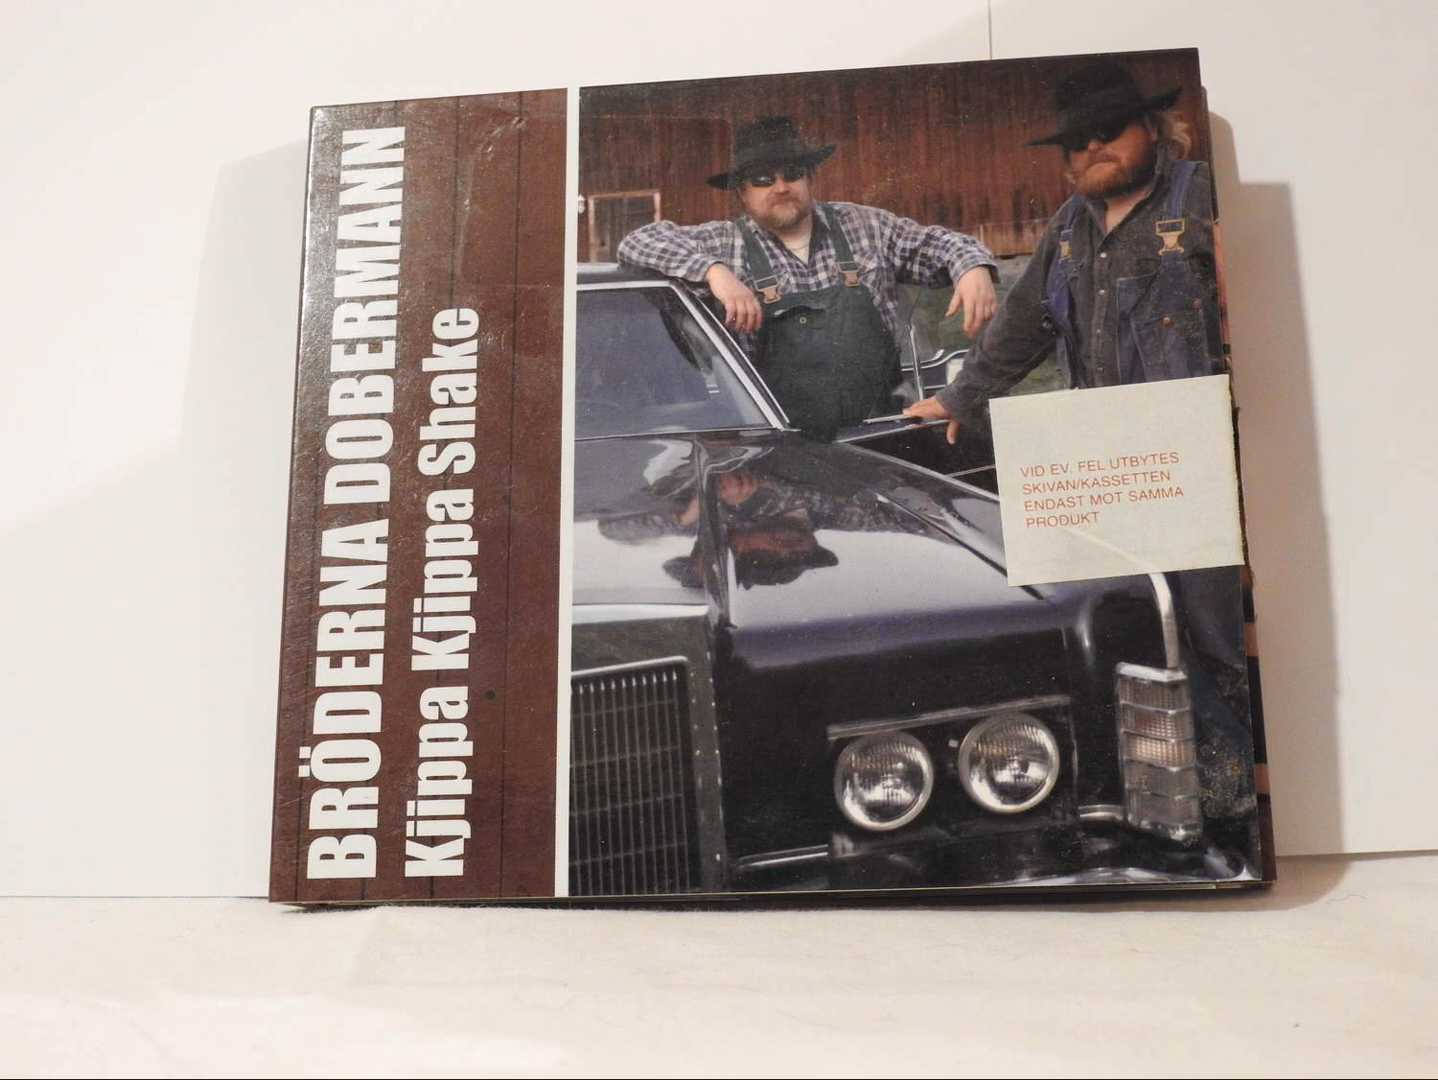 BRÖDERNA DOBERMANN
Kjippa Kjippa Shake
VID EV. FEL UTBYTES
SKIVAN/KASSETTEN
ENDAST MOT SAMMA
PRODUKT